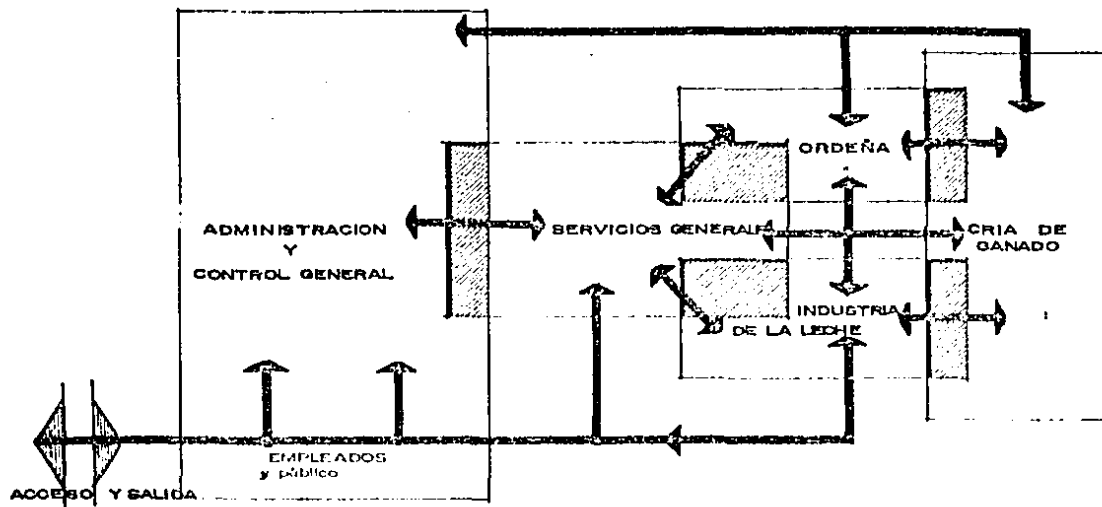 ORDEÑA
ADMINISTRACION
Y
CONTROL GENERAL
SERVICIOS GENERALES
CRIA DE
GANADO
INDUSTRIA
DE LA LECHE
EMPLEADOS
y público
ACCESO Y SALIDA